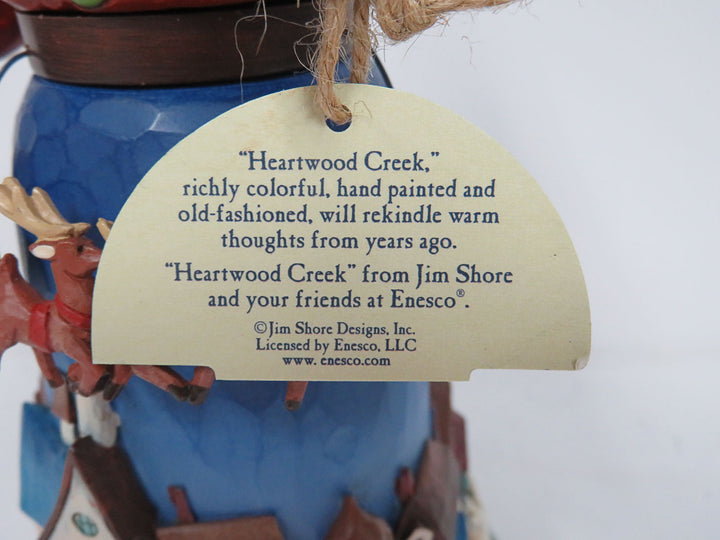 “Heartwood Creek,”
richly colorful, hand painted and
old-fashioned, will rekindle warm
thoughts from years ago.
“Heartwood Creek” from Jim Shore
and your friends at Enesco®.
©Jim Shore Designs, Inc.
Licensed by Enesco, LLC
www. enesco.com